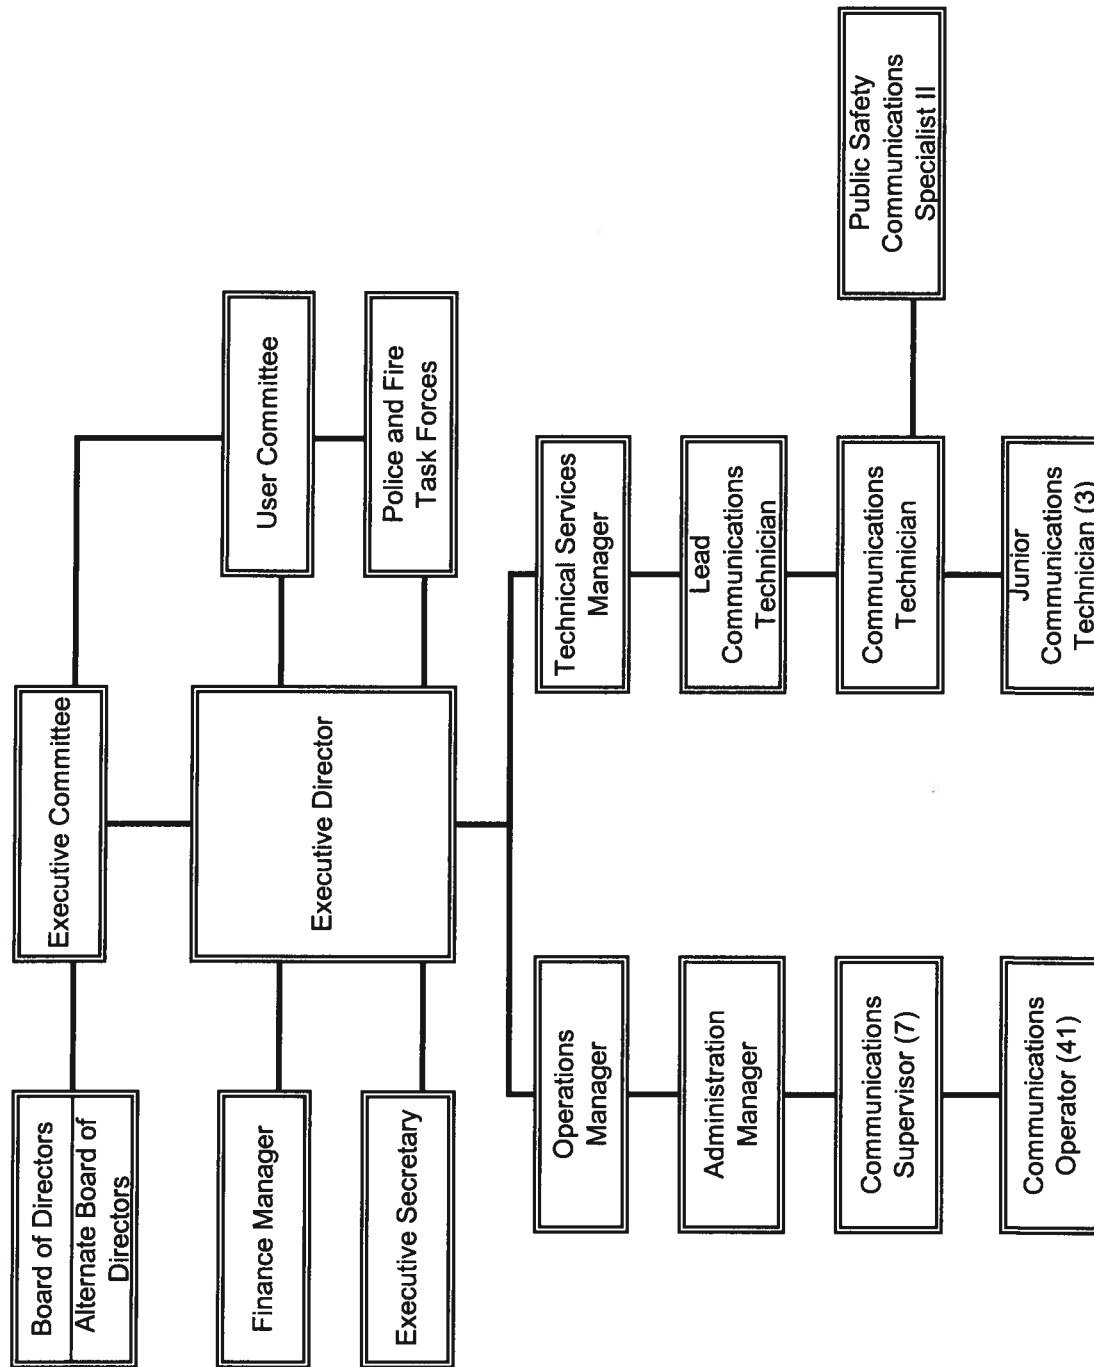 Board of Directors
Alternate Board of
Directors
Executive Committee
Finance Manager
Executive Director
User Committee
Executive Secretary
Police and Fire
Task Forces
Operations
Manager
Technical Services
Manager
Administration
Manager
Lead
Communications
Technician
Communications
Supervisor (7)
Communications
Technician
Public Safety
Communications
Specialist II
Communications
Operator (41)
Junior
Communications
Technician (3)